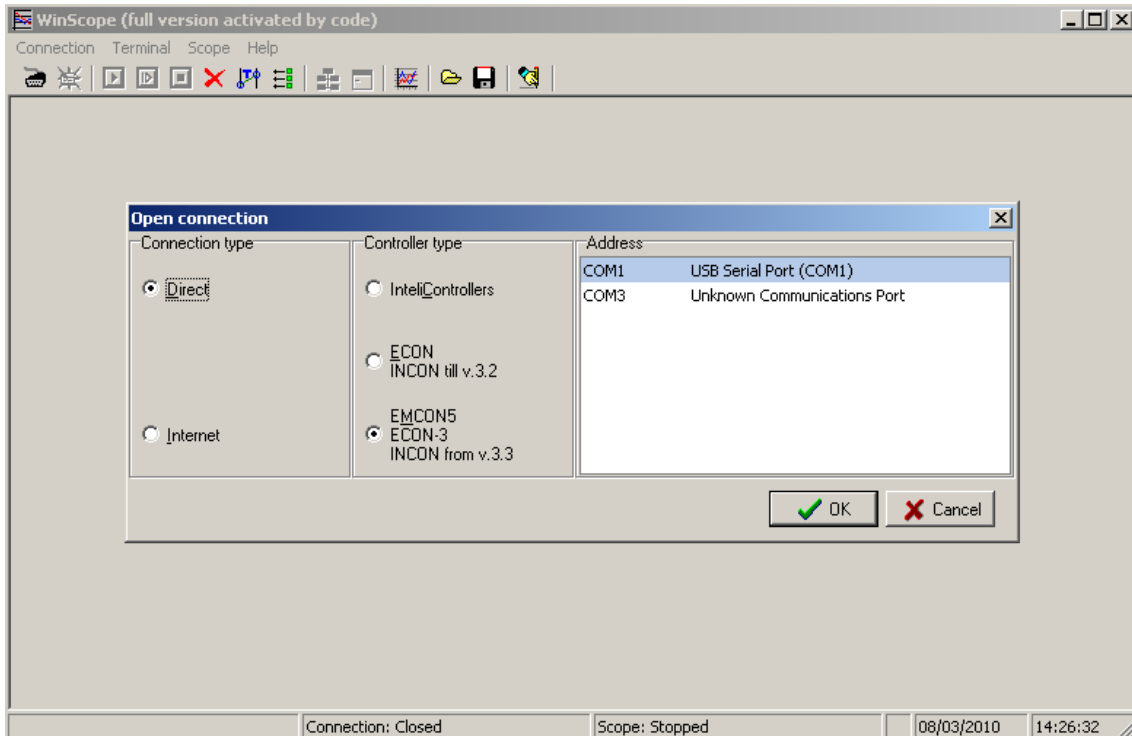 WinScope (full version activated by code)
Connection Terminal Scope Help
Open connection
Connection type
Direct
Internet
Controller type
InteliControllers
ECON
INCON till v.3.2
EMCON5
ECON-3
INCON from v.3.3
Address
COM1 USB Serial Port (COM1)
COM3 Unknown Communications Port
OK Cancel
Connection: Closed Scope: Stopped 08/03/2010 14:26:32